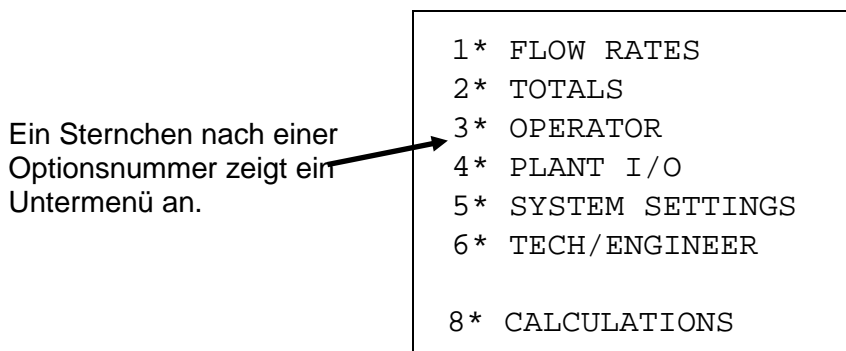 Ein Sternchen nach einer
Optionsnummer zeigt ein
Untermenü an.
1* FLOW RATES
2* TOTALS
3* OPERATOR
4* PLANT I/O
5* SYSTEM SETTINGS
6* TECH/ENGINEER
8* CALCULATIONS